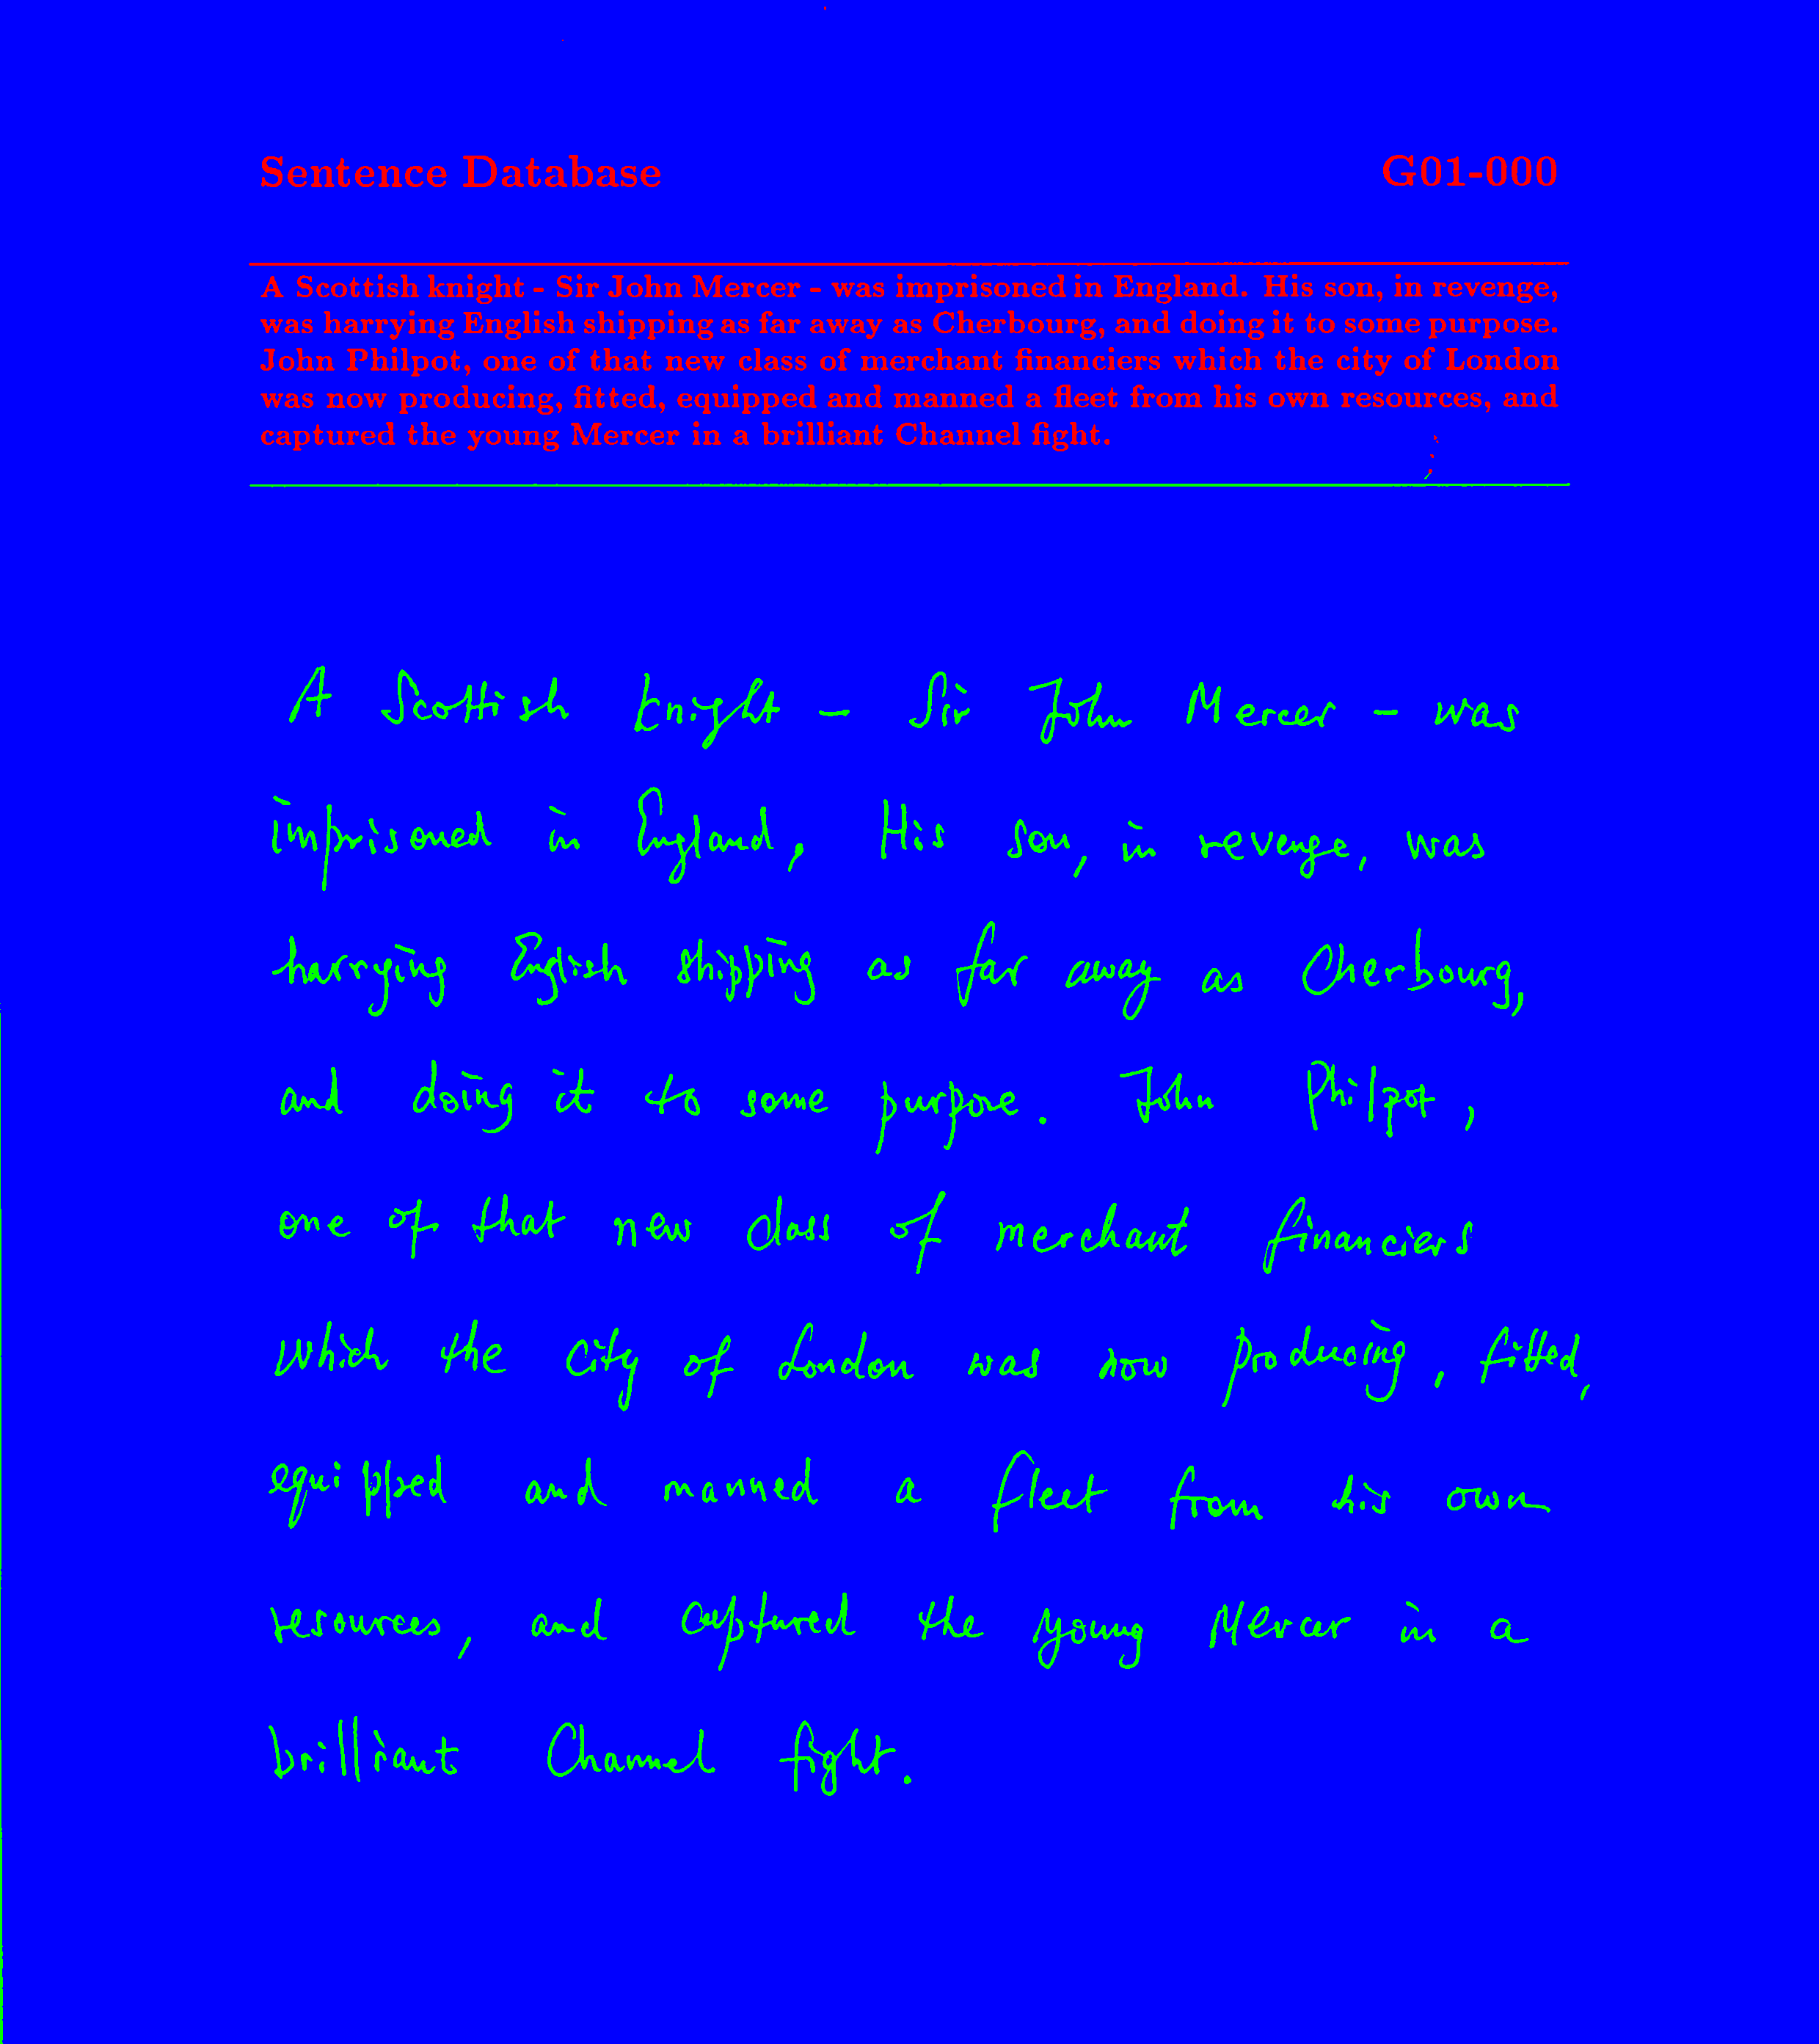 Sentence Database G01-000
A Scottish knight - Sir John Mercer - was imprisoned in England. His son, in revenge,
was harrying English shipping as far away as Cherbourg, and doing it to some purpose.
John Philpot, one of that new class of merchant financiers which the city of London
was now producing, fitted, equipped and manned a fleet from his own resources, and
captured the young Mercer in a brilliant Channel fight.
A Scottish knight - Sir John Mercer - was
imprisoned in England, His son, in revenge, was
harrying English shipping as far away as Cherbourg,
and doing it to some purpose. John Philpot,
one of that new class of merchant financiers
which the city of London was now producing, fitted,
equipped and manned a fleet from his own
resources, and captured the young Mercer in a
brilliant Channel fight.